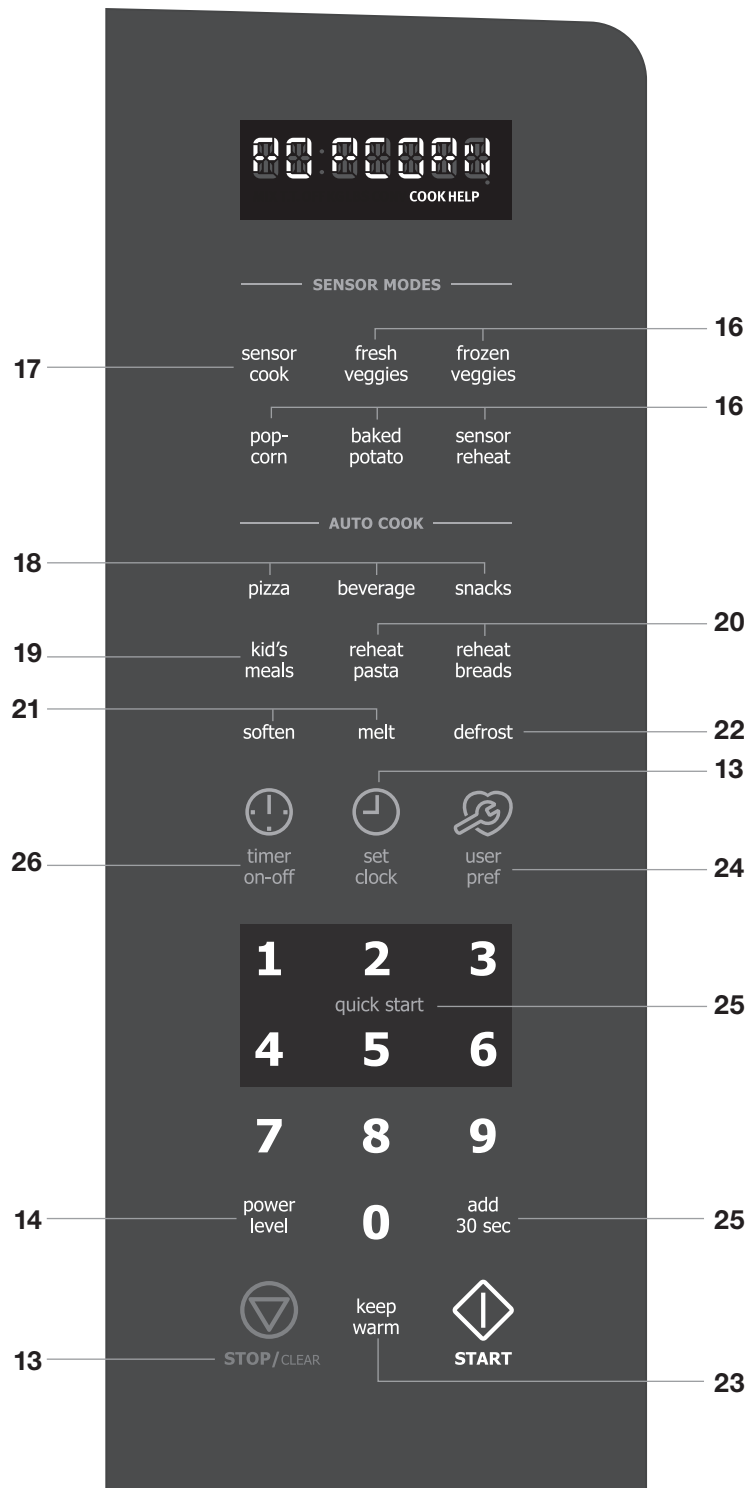 COOK HELP
SENSOR MODES
16
17
sensor cook
fresh veggies
frozen veggies
16
pop-corn
baked potato
sensor reheat
AUTO COOK
18
pizza
beverage
snacks
20
19
kid's meals
reheat pasta
reheat breads
21
soften
melt
defrost
22
13
26
timer on-off
set clock
user pref
24
1 2 3
quick start
25
4 5 6
7 8 9
14
power level
0
add 30 sec
25
keep warm
13
STOP/CLEAR
START
23